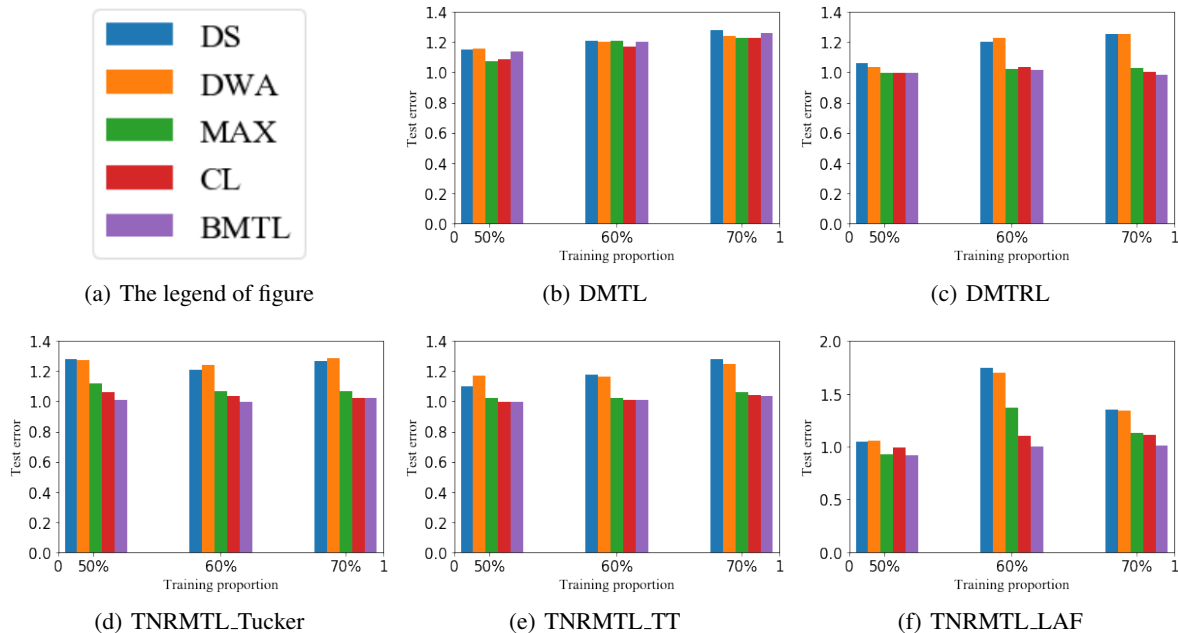 DS
DWA
MAX
CL
BMTL
(a) The legend of figure
1.4
1.2
1.0
0.8
0.6
0.4
0.2
0.0
Test error
0 50% 60% 70% 1
Training proportion
(b) DMTL
1.4
1.2
1.0
0.8
0.6
0.4
0.2
0.0
Test error
0 50% 60% 70% 1
Training proportion
(c) DMTRL
1.4
1.2
1.0
0.8
0.6
0.4
0.2
0.0
Test error
0 50% 60% 70% 1
Training proportion
(d) TNRMTL_Tucker
1.4
1.2
1.0
0.8
0.6
0.4
0.2
0.0
Test error
0 50% 60% 70% 1
Training proportion
(e) TNRMTL_TT
2.0
1.5
1.0
0.5
0.0
Test error
0 50% 60% 70% 1
Training proportion
(f) TNRMTL_LAF